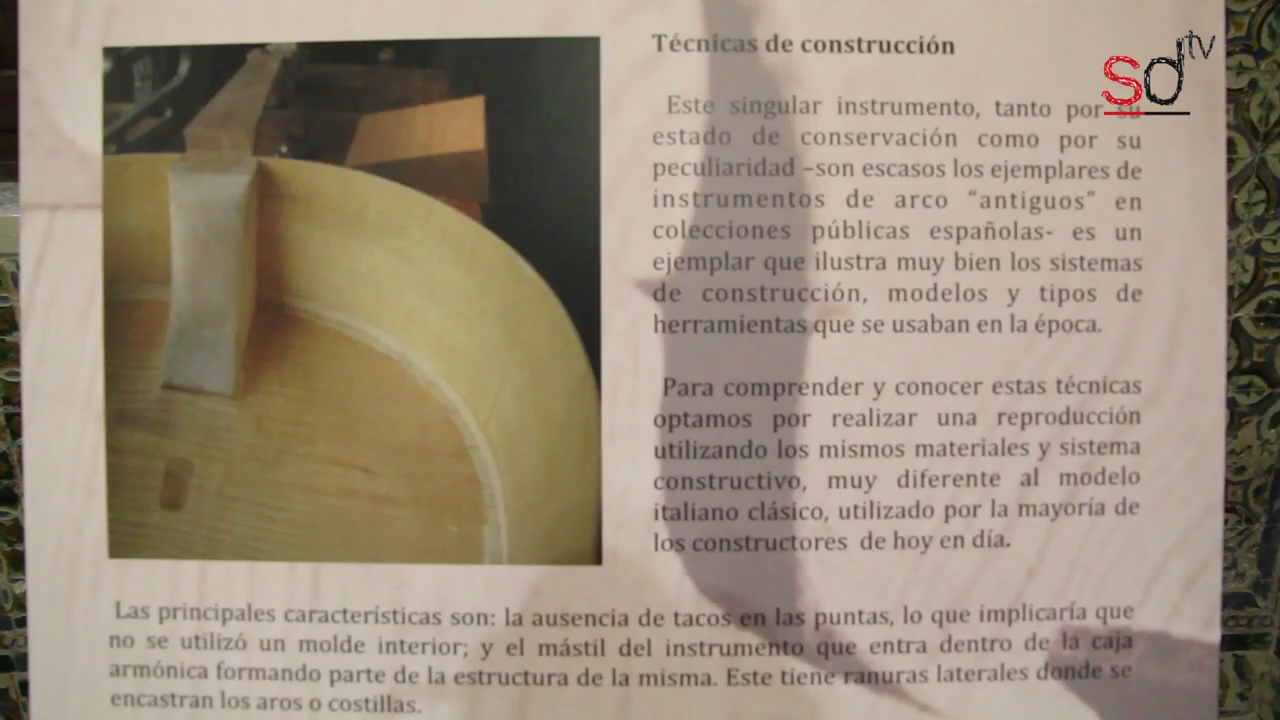 Técnicas de construcción
Sd tv
Este singular instrumento, tanto por su
estado de conservación como por su
peculiaridad –son escasos los ejemplares de
instrumentos de arco “antiguos” en
colecciones públicas españolas- es un
ejemplar que ilustra muy bien los sistemas
de construcción, modelos y tipos de
herramientas que se usaban en la época.
Para comprender y conocer estas técnicas
optamos por realizar una reproducción
utilizando los mismos materiales y sistema
constructivo, muy diferente al modelo
italiano clásico, utilizado por la mayoría de
los constructores de hoy en día.
Las principales características son: la ausencia de tacos en las puntas, lo que implicaría que
no se utilizó un molde interior; y el mástil del instrumento que entra dentro de la caja
armónica formando parte de la estructura de la misma. Este tiene ranuras laterales donde se
encastran los aros o costillas.